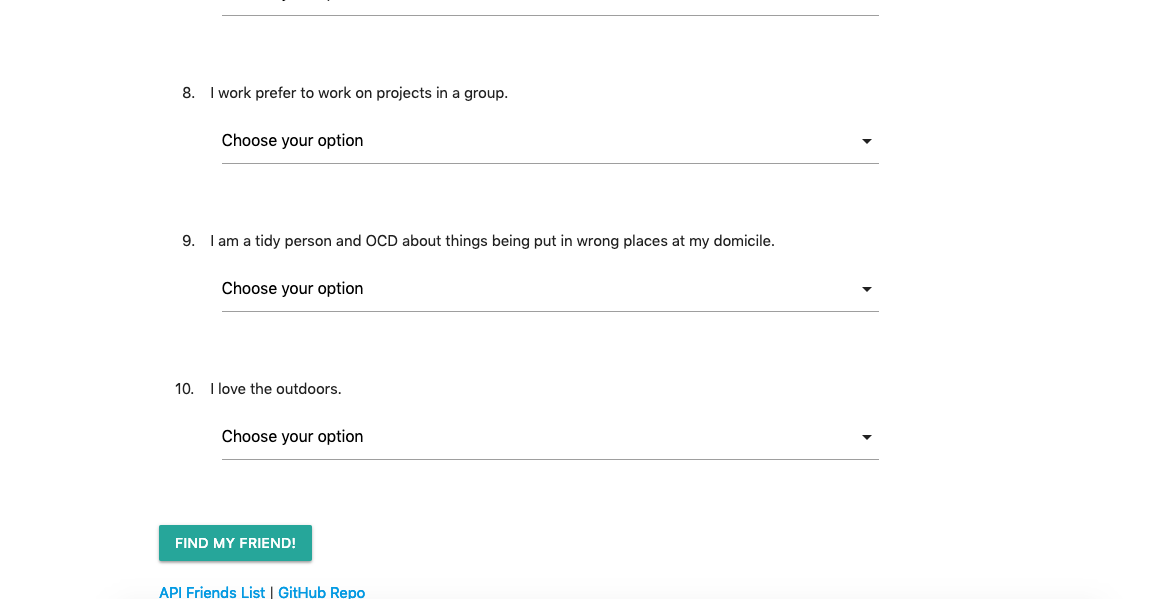 8. I work prefer to work on projects in a group.
Choose your option
9. I am a tidy person and OCD about things being put in wrong places at my domicile.
Choose your option
10. I love the outdoors.
Choose your option
FIND MY FRIEND!
API Friends List | GitHub Repo